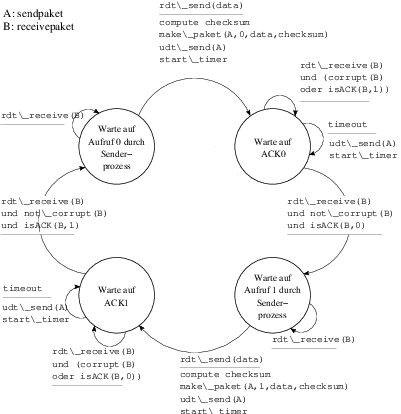 A: sendpaket
B: receivepaket
rdt\_send(data)
compute checksum
make\_paket(A,0,data,checksum)
udt\_send(A)
start\_timer
rdt\_receive(B)
und (corrupt(B)
oder isACK(B,1))
rdt\_receive(B)
Warte auf
Aufruf 0 durch
Sender–
prozess
Warte auf
ACK0
timeout
udt\_send(A)
start\_timer
rdt\_receive(B)
und not\_corrupt(B)
und isACK(B,1)
rdt\_receive(B)
und not\_corrupt(B)
und isACK(B,0)
timeout
udt\_send(A)
start\_timer
Warte auf
ACK1
Warte auf
Aufruf 1 durch
Sender–
prozess
rdt\_receive(B)
rdt\_receive(B)
und (corrupt(B)
oder isACK(B,0))
rdt\_send(data)
compute checksum
make\_paket(A,1,data,checksum)
udt\_send(A)
start\_timer